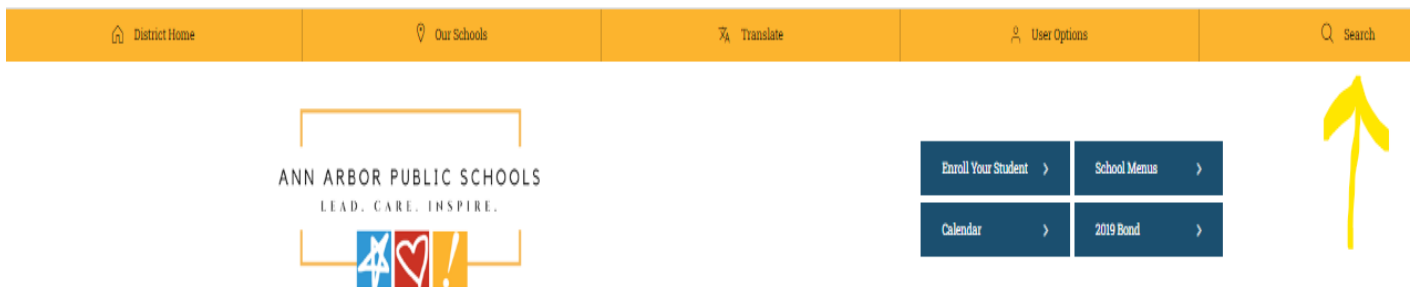 District Home
Our Schools
Translate
User Options
Search
ANN ARBOR PUBLIC SCHOOLS
LEAD. CARE. INSPIRE.
Enroll Your Student
School Menus
Calendar
2019 Bond